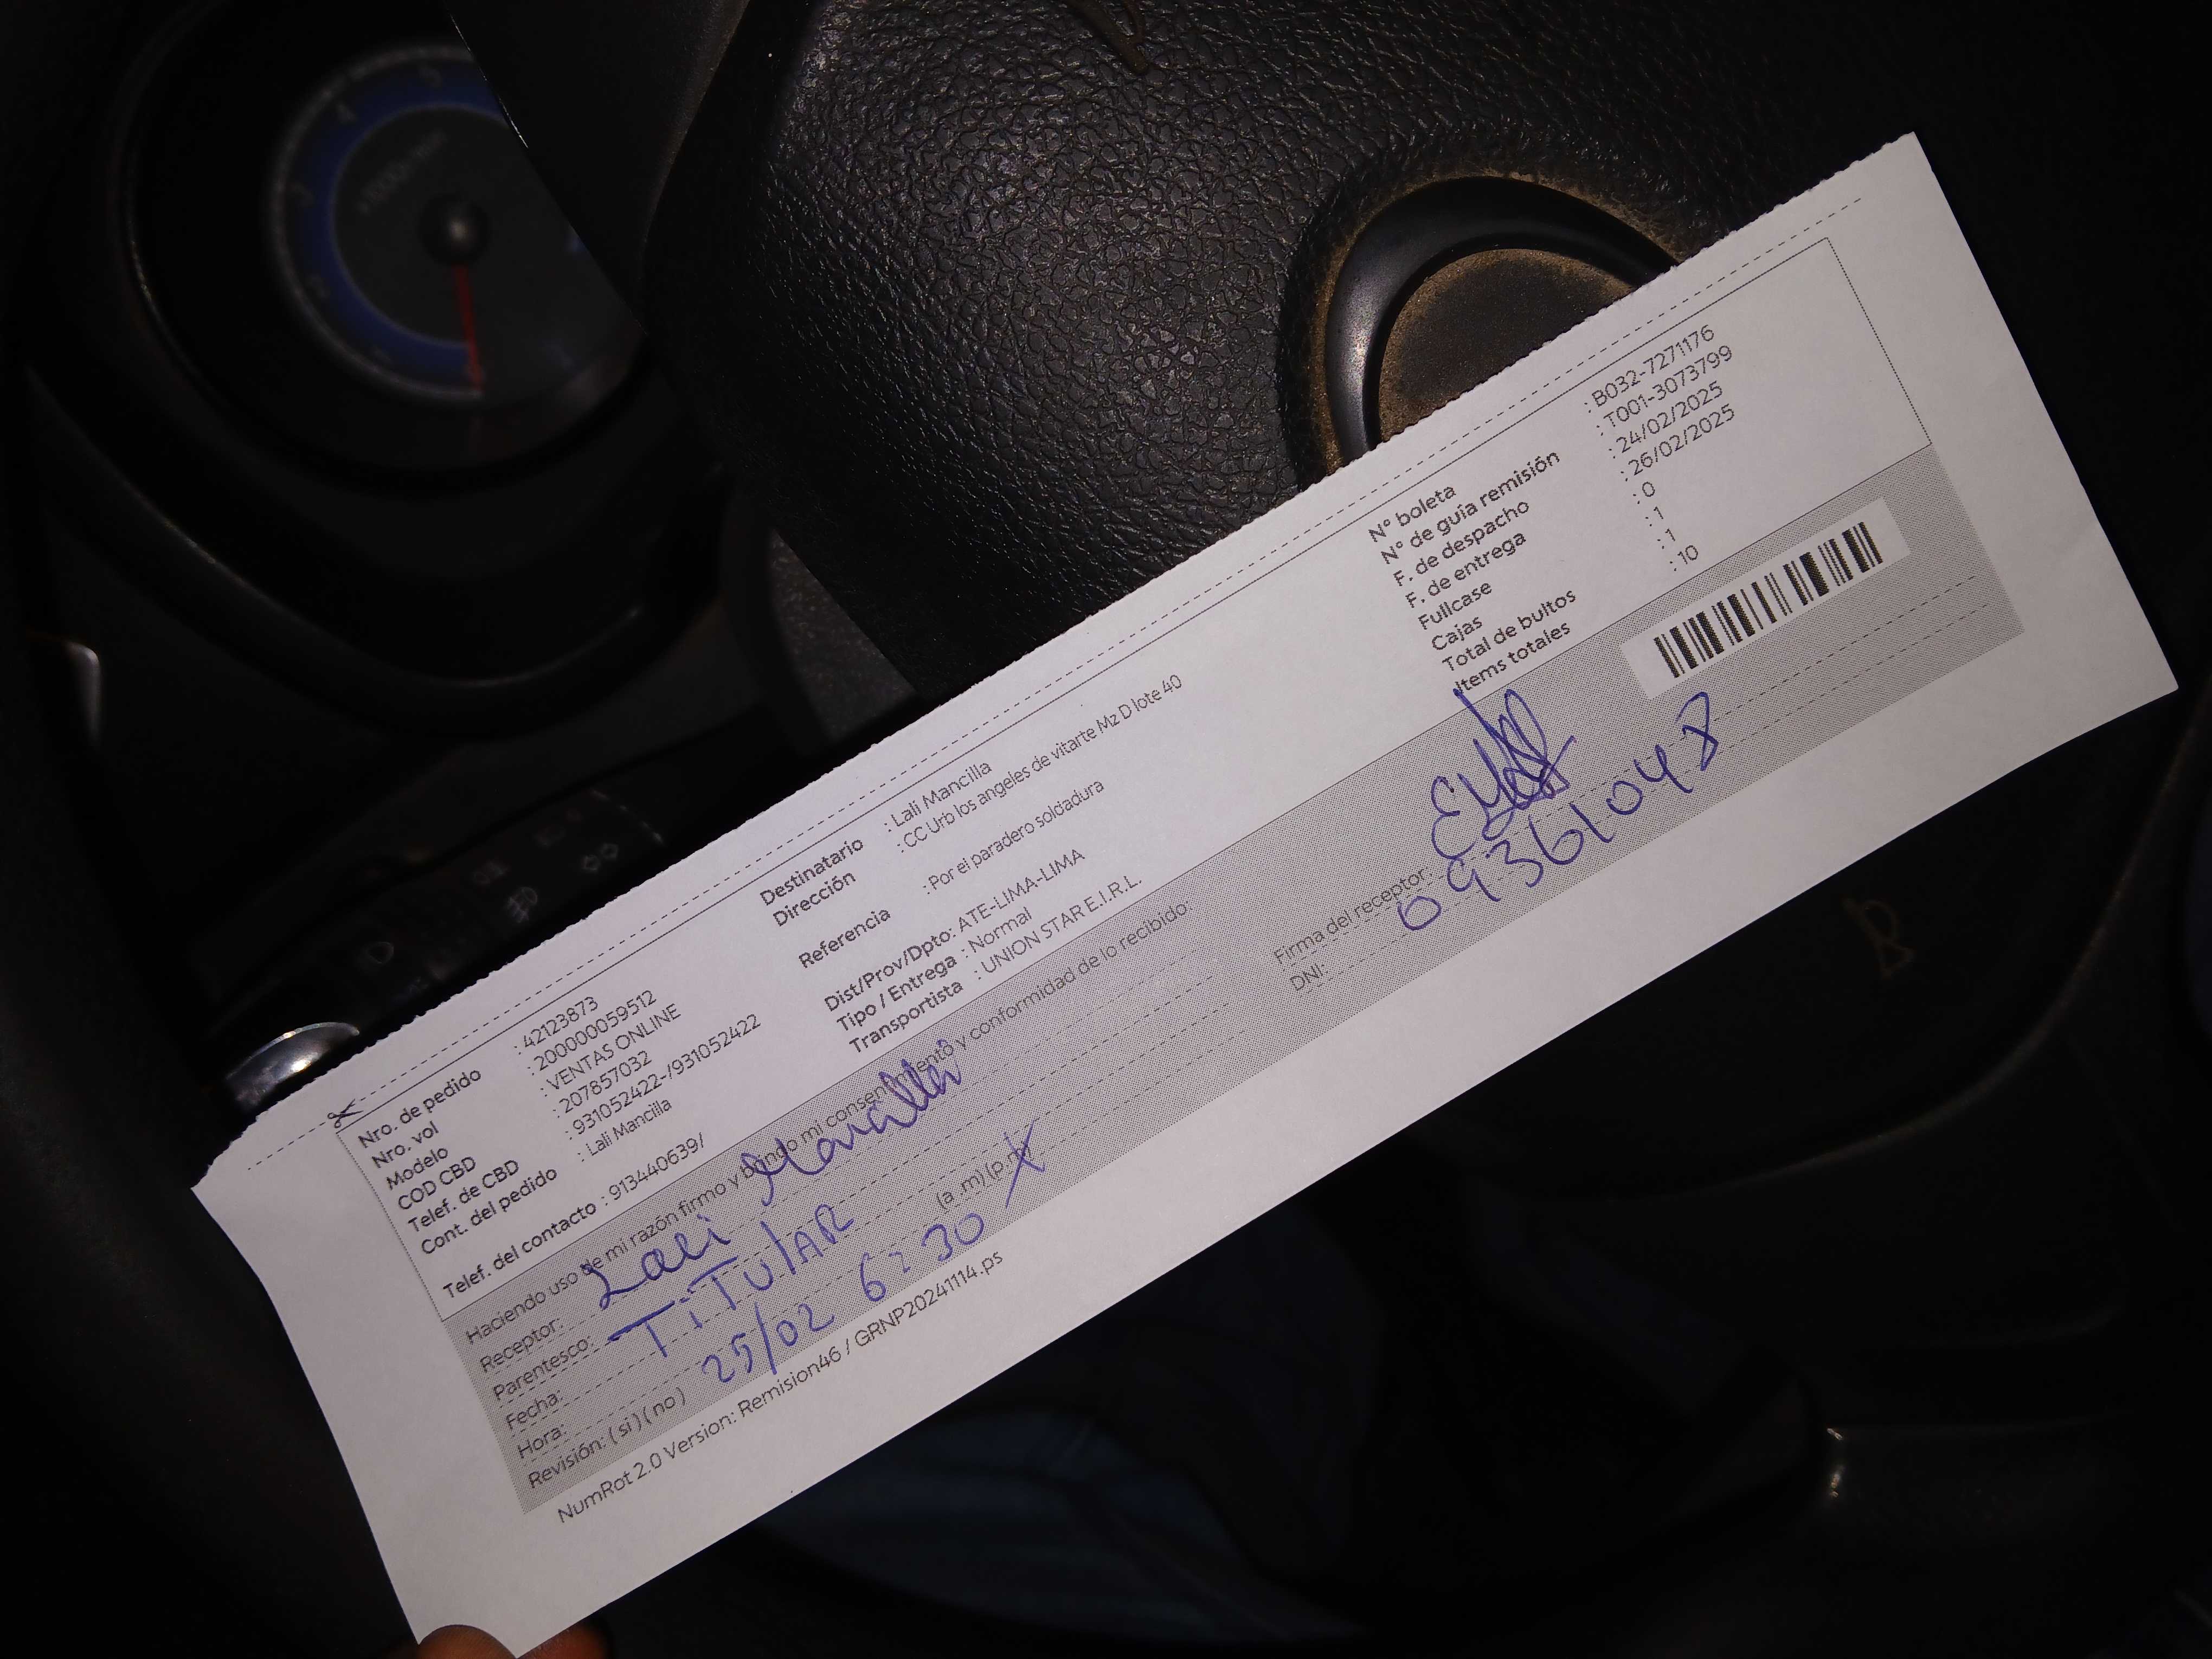 Nro. de pedido : 42123873
Nro. vol : 200000059512
Modelo : VENTAS ONLINE
COD CBD : 207857032
Telef. de CBD : 931052422-/931052422
Cont. del pedido : Lali Mancilla
Telef. del contacto : 913440639/
Destinatario : Lali Mancilla
Dirección : CC Urb los angeles de vitarte Mz D lote 40
Referencia : Por el paradero soldadura
Dist/Prov/Dpto: ATE-LIMA-LIMA
Tipo / Entrega : Normal
Transportista : UNION STAR E.I.R.L.
N° boleta : B032-7271176
N° de guía remisión : T001-3073799
F. de despacho : 24/02/2025
F. de entrega : 26/02/2025
Fullcase : 0
Cajas : 1
Total de bultos : 1
Items totales : 10
Haciendo uso de mi razón firmo y brindo mi consentimiento y conformidad de lo recibido:
Receptor: Lali Mancilla
Parentesco: TiTulAR
Fecha: 25/02
Hora: 6:30 (a .m) (p.m)
Revisión: ( si ) ( no )
Firma del receptor:
DNI: 09361048
NumRot 2.0 Version: Remision46 / GRNP20241114.ps